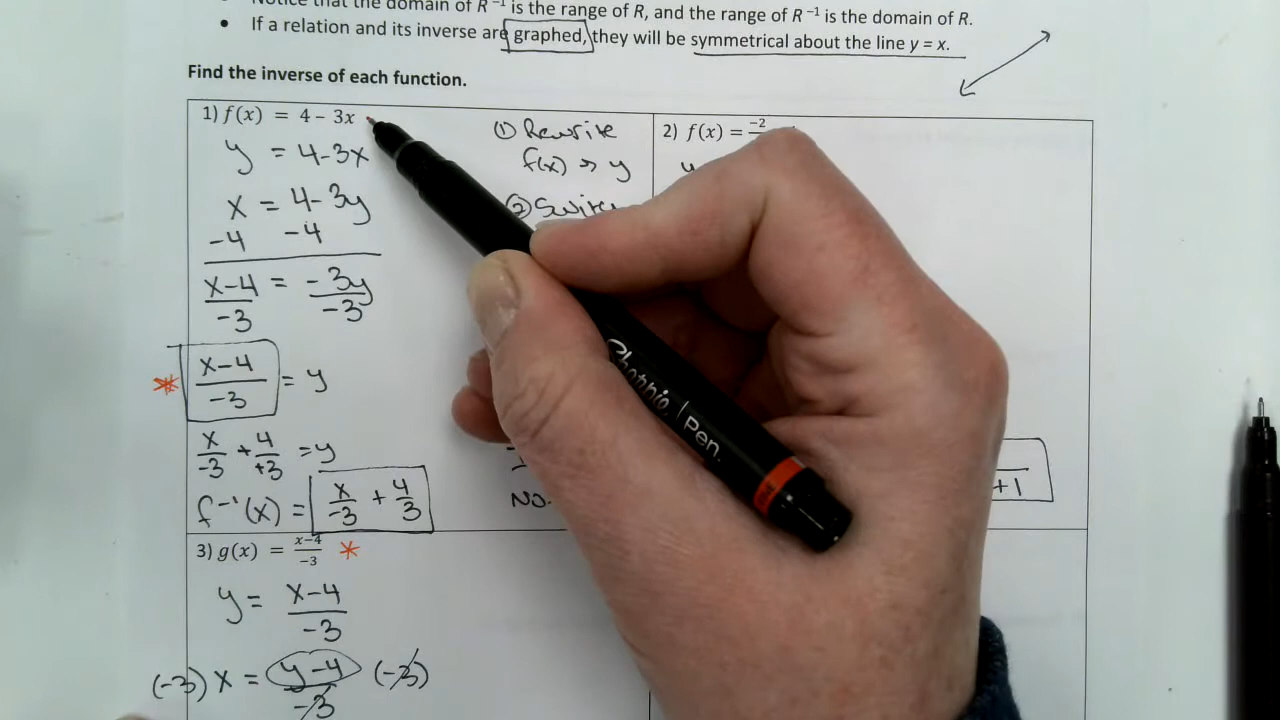 Notice that the domain of R⁻¹ is the range of R, and the range of R⁻¹ is the domain of R.
• If a relation and its inverse are graphed, they will be symmetrical about the line y = x.
Find the inverse of each function.
1) f(x) = 4 – 3x
y = 4-3x
x = 4-3y
-4 -4
x-4 = -3y
-3 -3
* x-4 = y
-3
x/-3 + 4/+3 = y
f⁻¹(x) = x/-3 + 4/3
① Rewrite
f(x) → y
②
NO
2) f(x) = -2
y
+1
3) g(x) = x-4/-3 *
y = x-4
-3
(-3) x = y-4 (-3)
-3
Sharpie Pen.